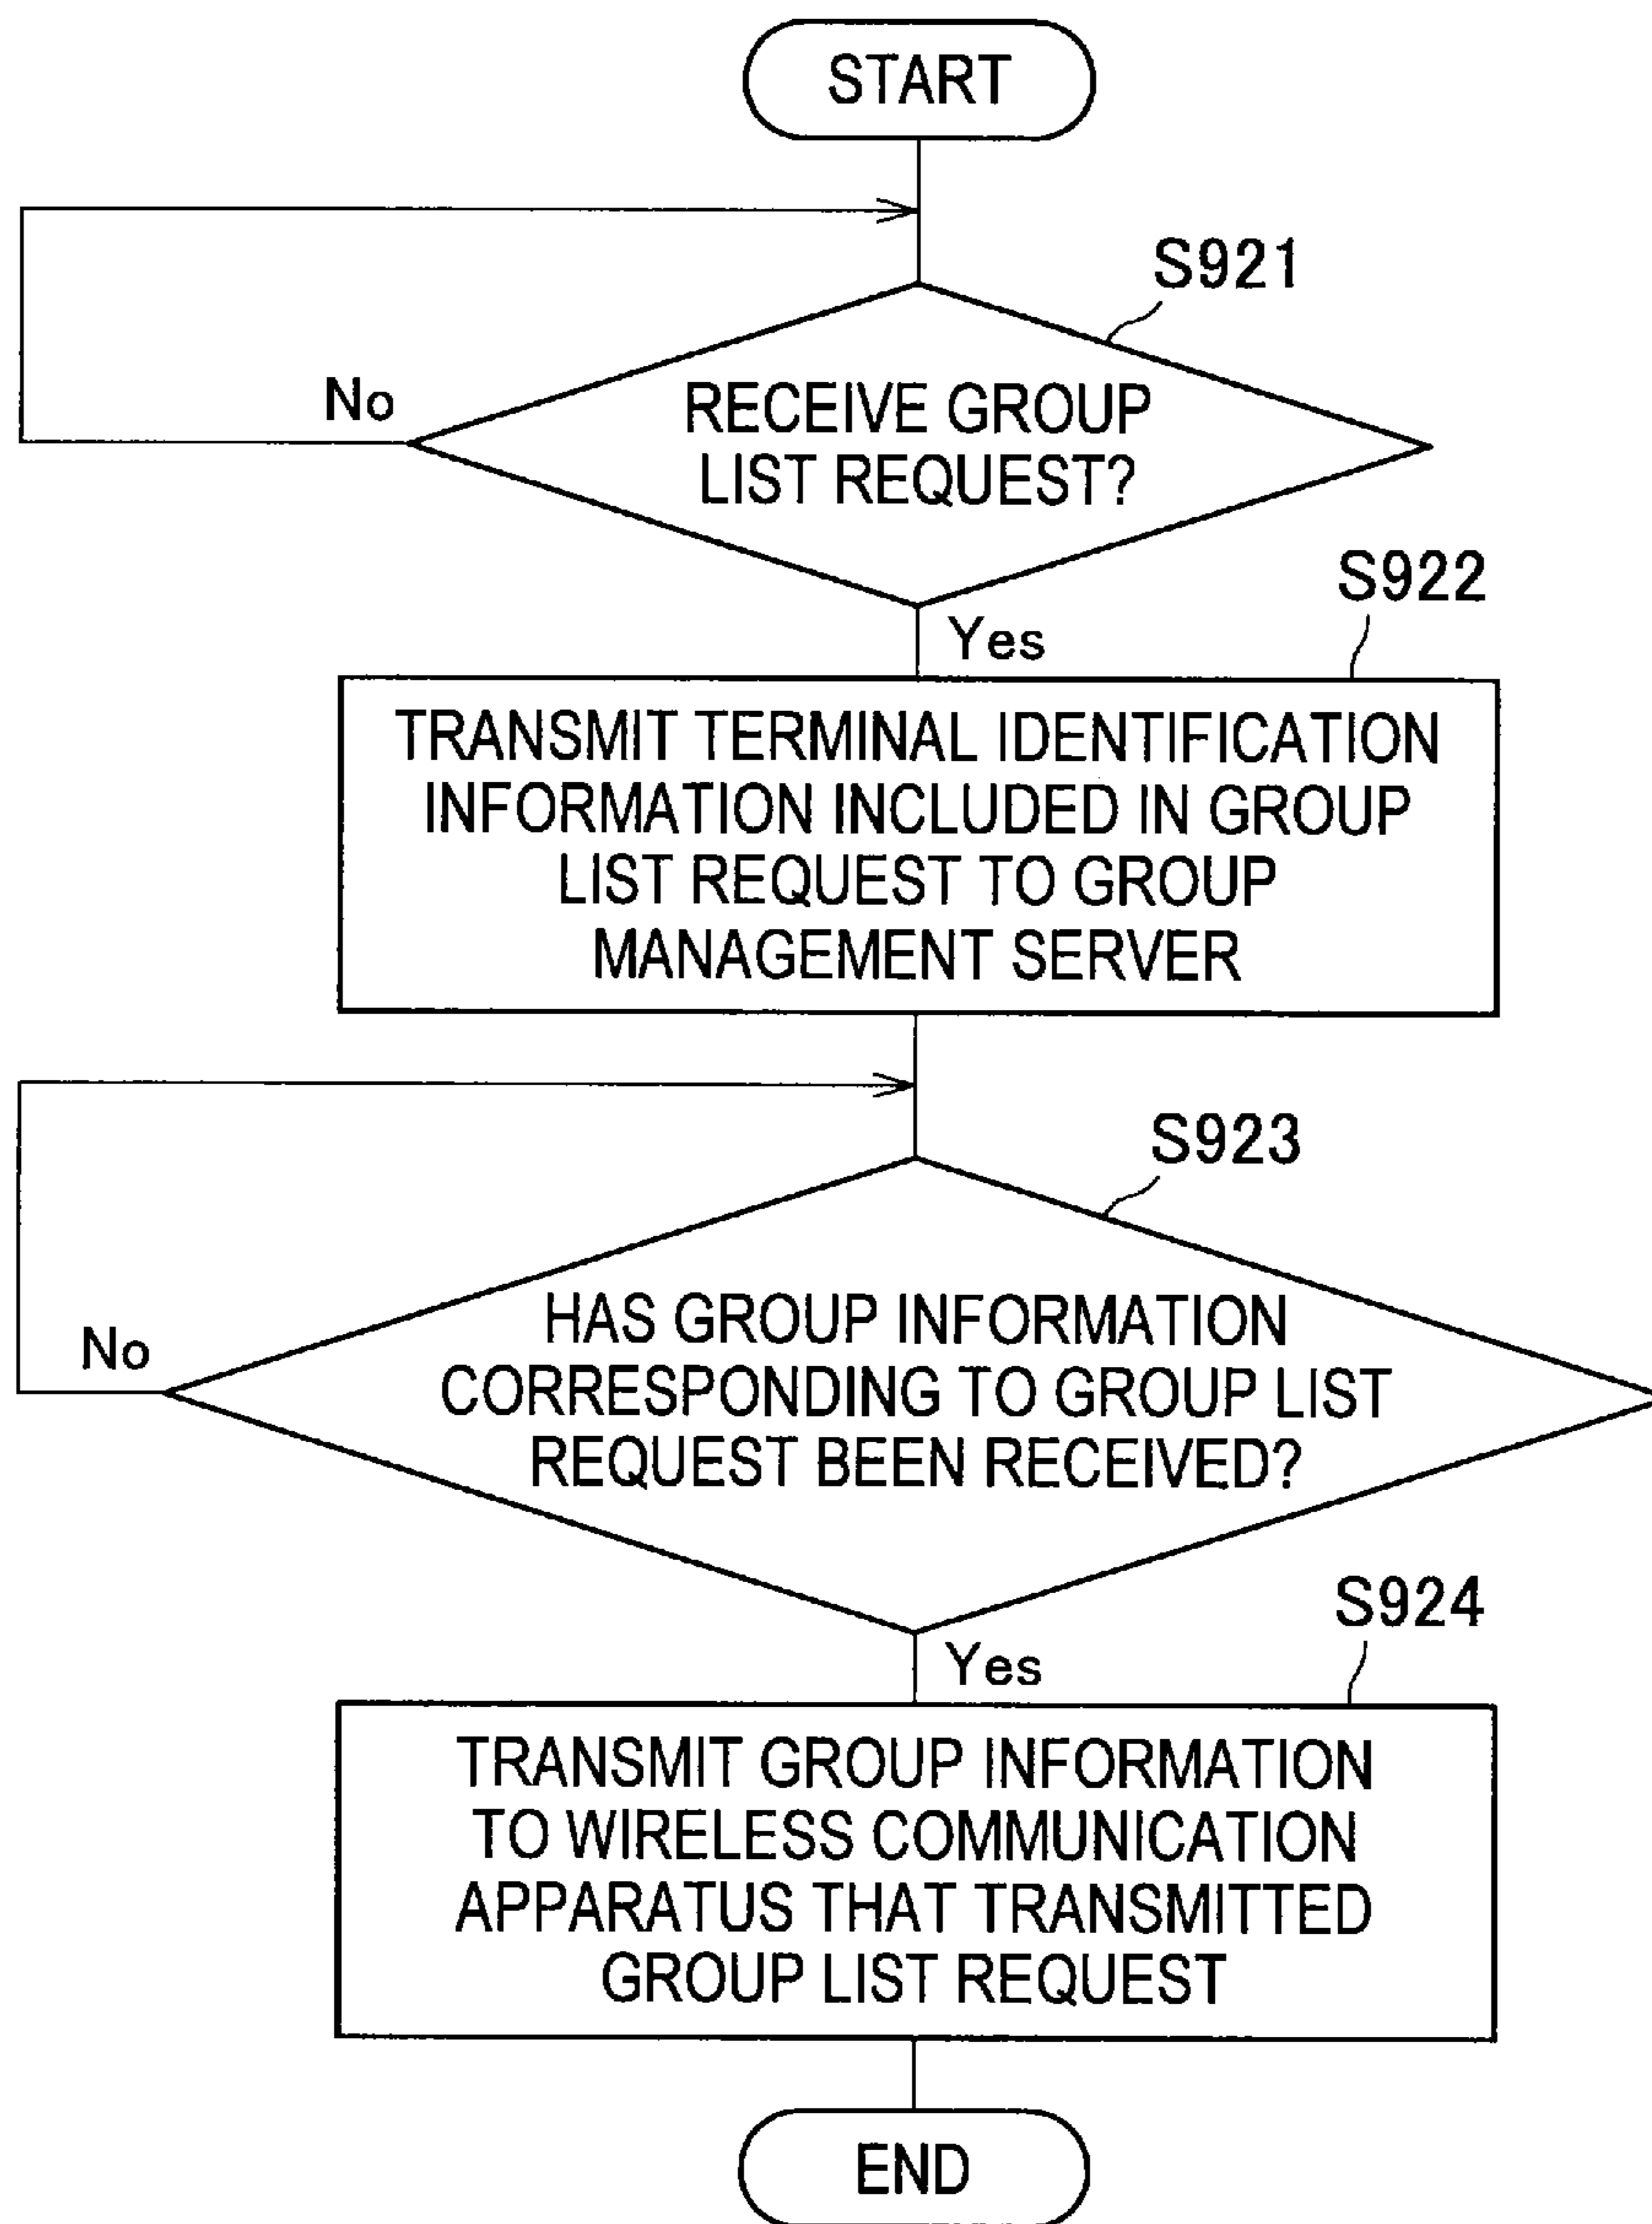 START
S921
No
RECEIVE GROUP
LIST REQUEST?
S922
Yes
TRANSMIT TERMINAL IDENTIFICATION
INFORMATION INCLUDED IN GROUP
LIST REQUEST TO GROUP
MANAGEMENT SERVER
S923
HAS GROUP INFORMATION
No
CORRESPONDING TO GROUP LIST
REQUEST BEEN RECEIVED?
S924
Yes
TRANSMIT GROUP INFORMATION
TO WIRELESS COMMUNICATION
APPARATUS THAT TRANSMITTED
GROUP LIST REQUEST
END